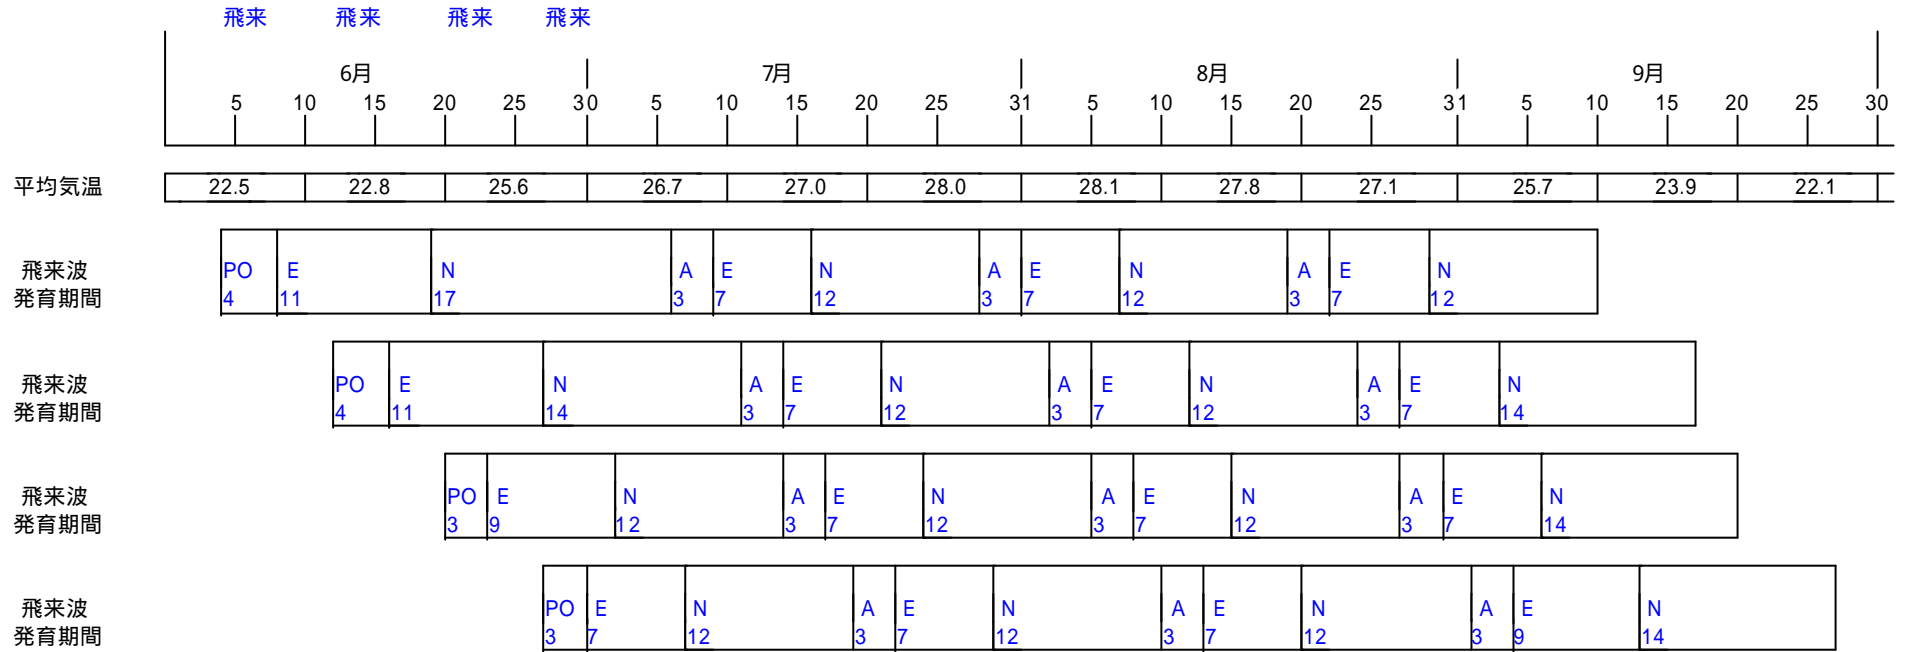 飛来 飛来 飛来 飛来
6月 7月 8月 9月
5 10 15 20 25 30 5 10 15 20 25 31 5 10 15 20 25 31 5 10 15 20 25 30
平均気温 22.5 22.8 25.6 26.7 27.0 28.0 28.1 27.8 27.1 25.7 23.9 22.1
飛来波 PO E N A E N A E N A E N
発育期間 4 11 17 3 7 12 3 7 12 3 7 12
飛来波 PO E N A E N A E N A E N
発育期間 4 11 14 3 7 12 3 7 12 3 7 14
飛来波 PO E N A E N A E N A E N
発育期間 3 9 12 3 7 12 3 7 12 3 7 14
飛来波 PO E N A E N A E N A E N
発育期間 3 7 12 3 7 12 3 7 12 3 9 14